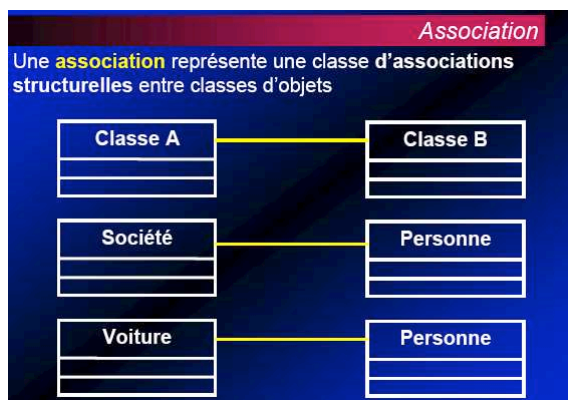 Association
Une association représente une classe d'associations
structurelles entre classes d'objets
Classe A
Classe B
Société
Personne
Voiture
Personne